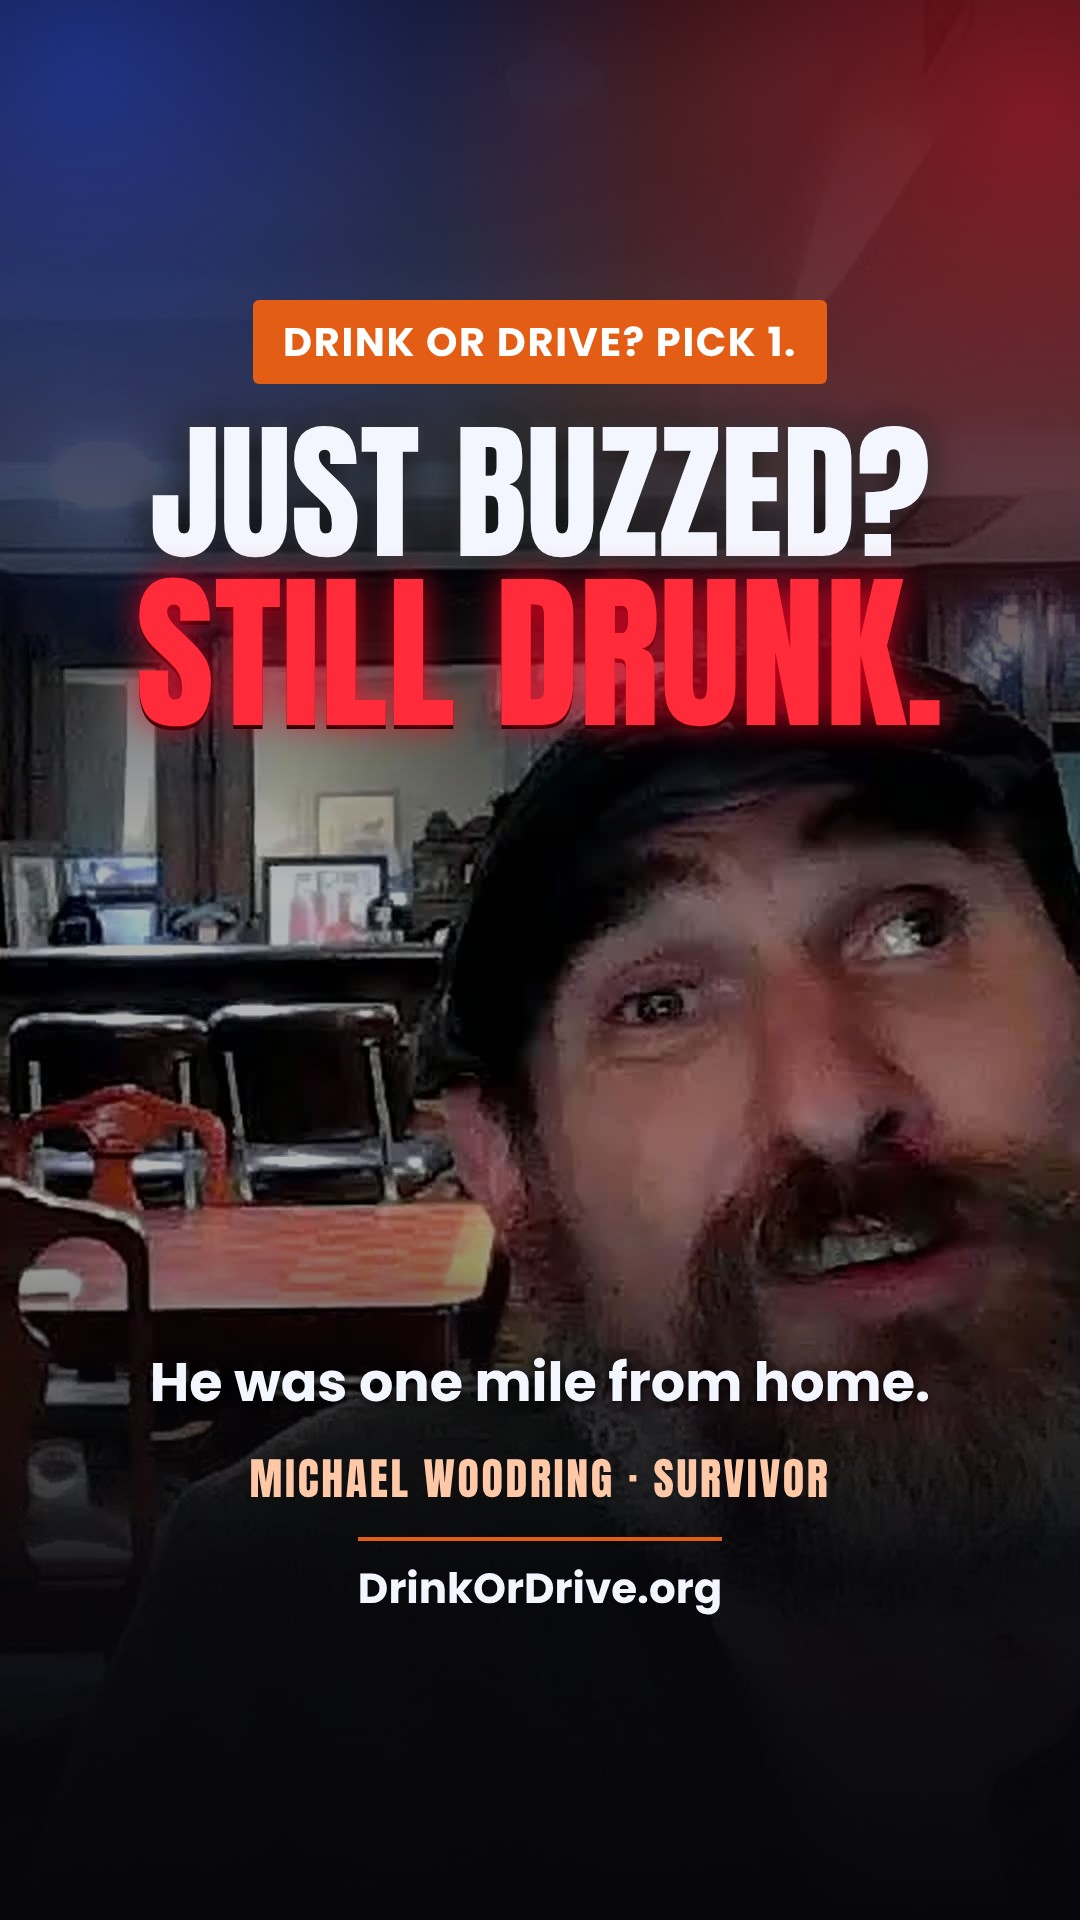 DRINK OR DRIVE? PICK 1.
JUST BUZZED?
STILL DRUNK.
He was one mile from home.
MICHAEL WOODRING · SURVIVOR
DrinkOrDrive.org